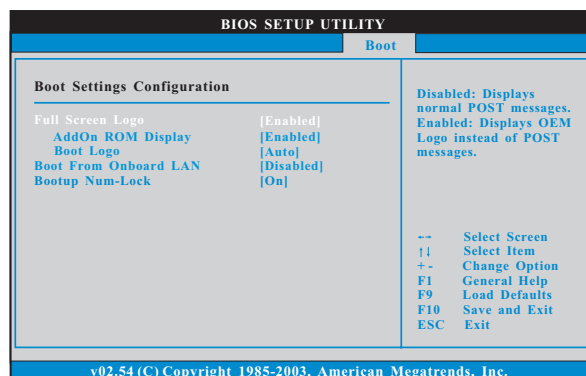 BIOS SETUP UTILITY
Boot
Boot Settings Configuration
Full Screen Logo [Enabled]
AddOn ROM Display [Enabled]
Boot Logo [Auto]
Boot From Onboard LAN [Disabled]
Bootup Num-Lock [On]
Disabled: Displays
normal POST messages.
Enabled: Displays OEM
Logo instead of POST
messages.
←→ Select Screen
↑↓ Select Item
+ - Change Option
F1 General Help
F9 Load Defaults
F10 Save and Exit
ESC Exit
v02.54 (C) Copyright 1985-2003, American Megatrends, Inc.